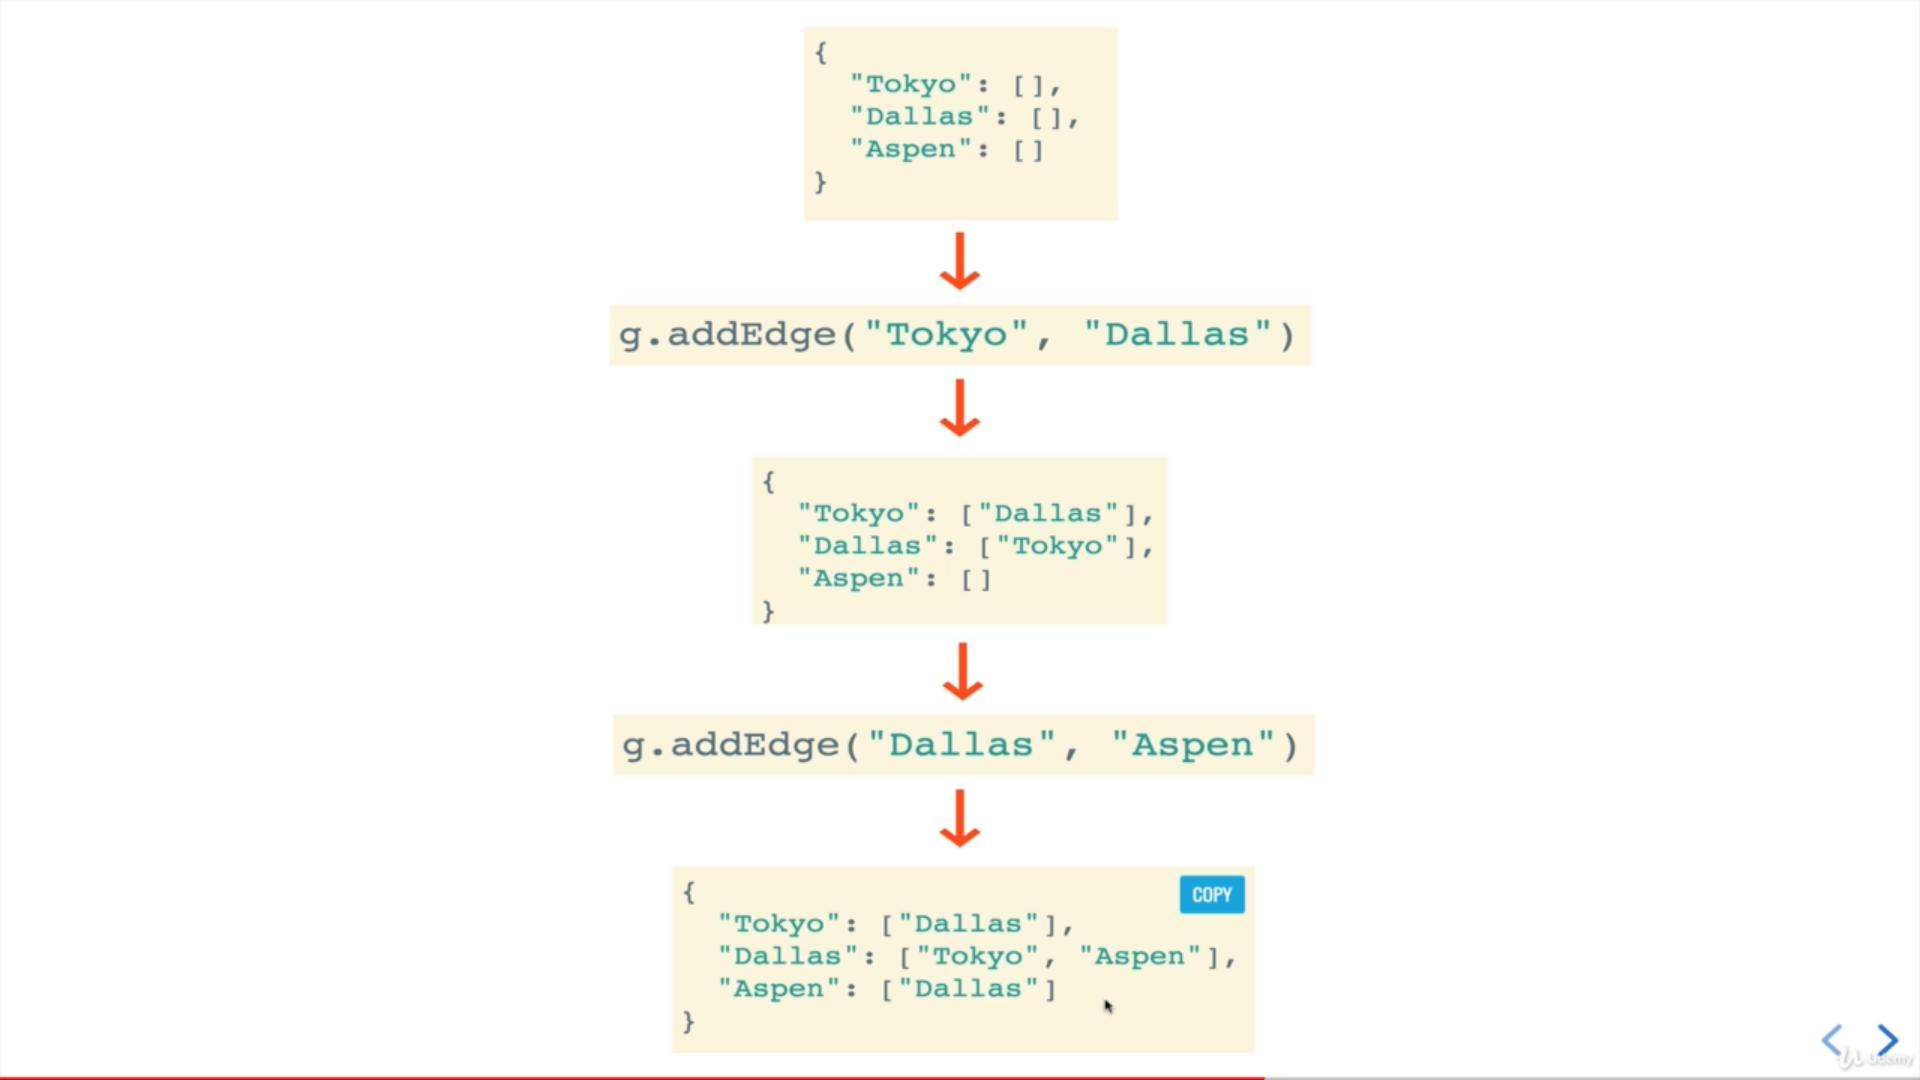 {
"Tokyo": [],
"Dallas": [],
"Aspen": []
}
g.addEdge("Tokyo", "Dallas")
{
"Tokyo": ["Dallas"],
"Dallas": ["Tokyo"],
"Aspen": []
}
g.addEdge("Dallas", "Aspen")
{
COPY
"Tokyo": ["Dallas"],
"Dallas": ["Tokyo", "Aspen"],
"Aspen": ["Dallas"]
}
Udemy